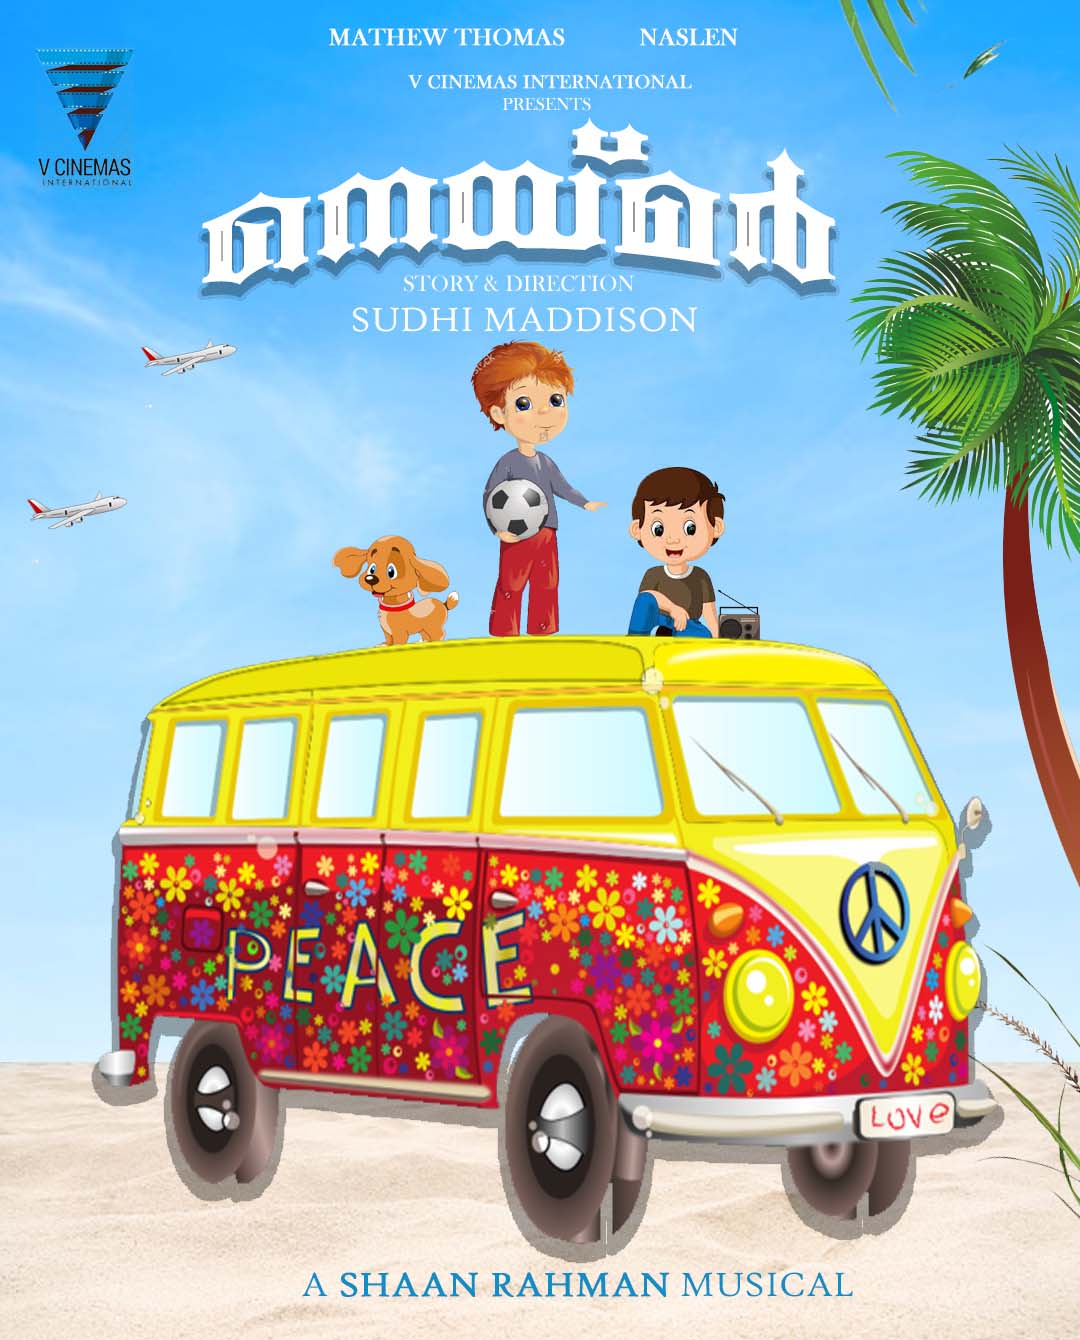 MATHEW THOMAS NASLEN
V CINEMAS INTERNATIONAL
PRESENTS
V CINEMAS
INTERNATIONAL
നെയ്മർ
STORY & DIRECTION
SUDHI MADDISON
PEACE
LOVe
A SHAAN RAHMAN MUSICAL